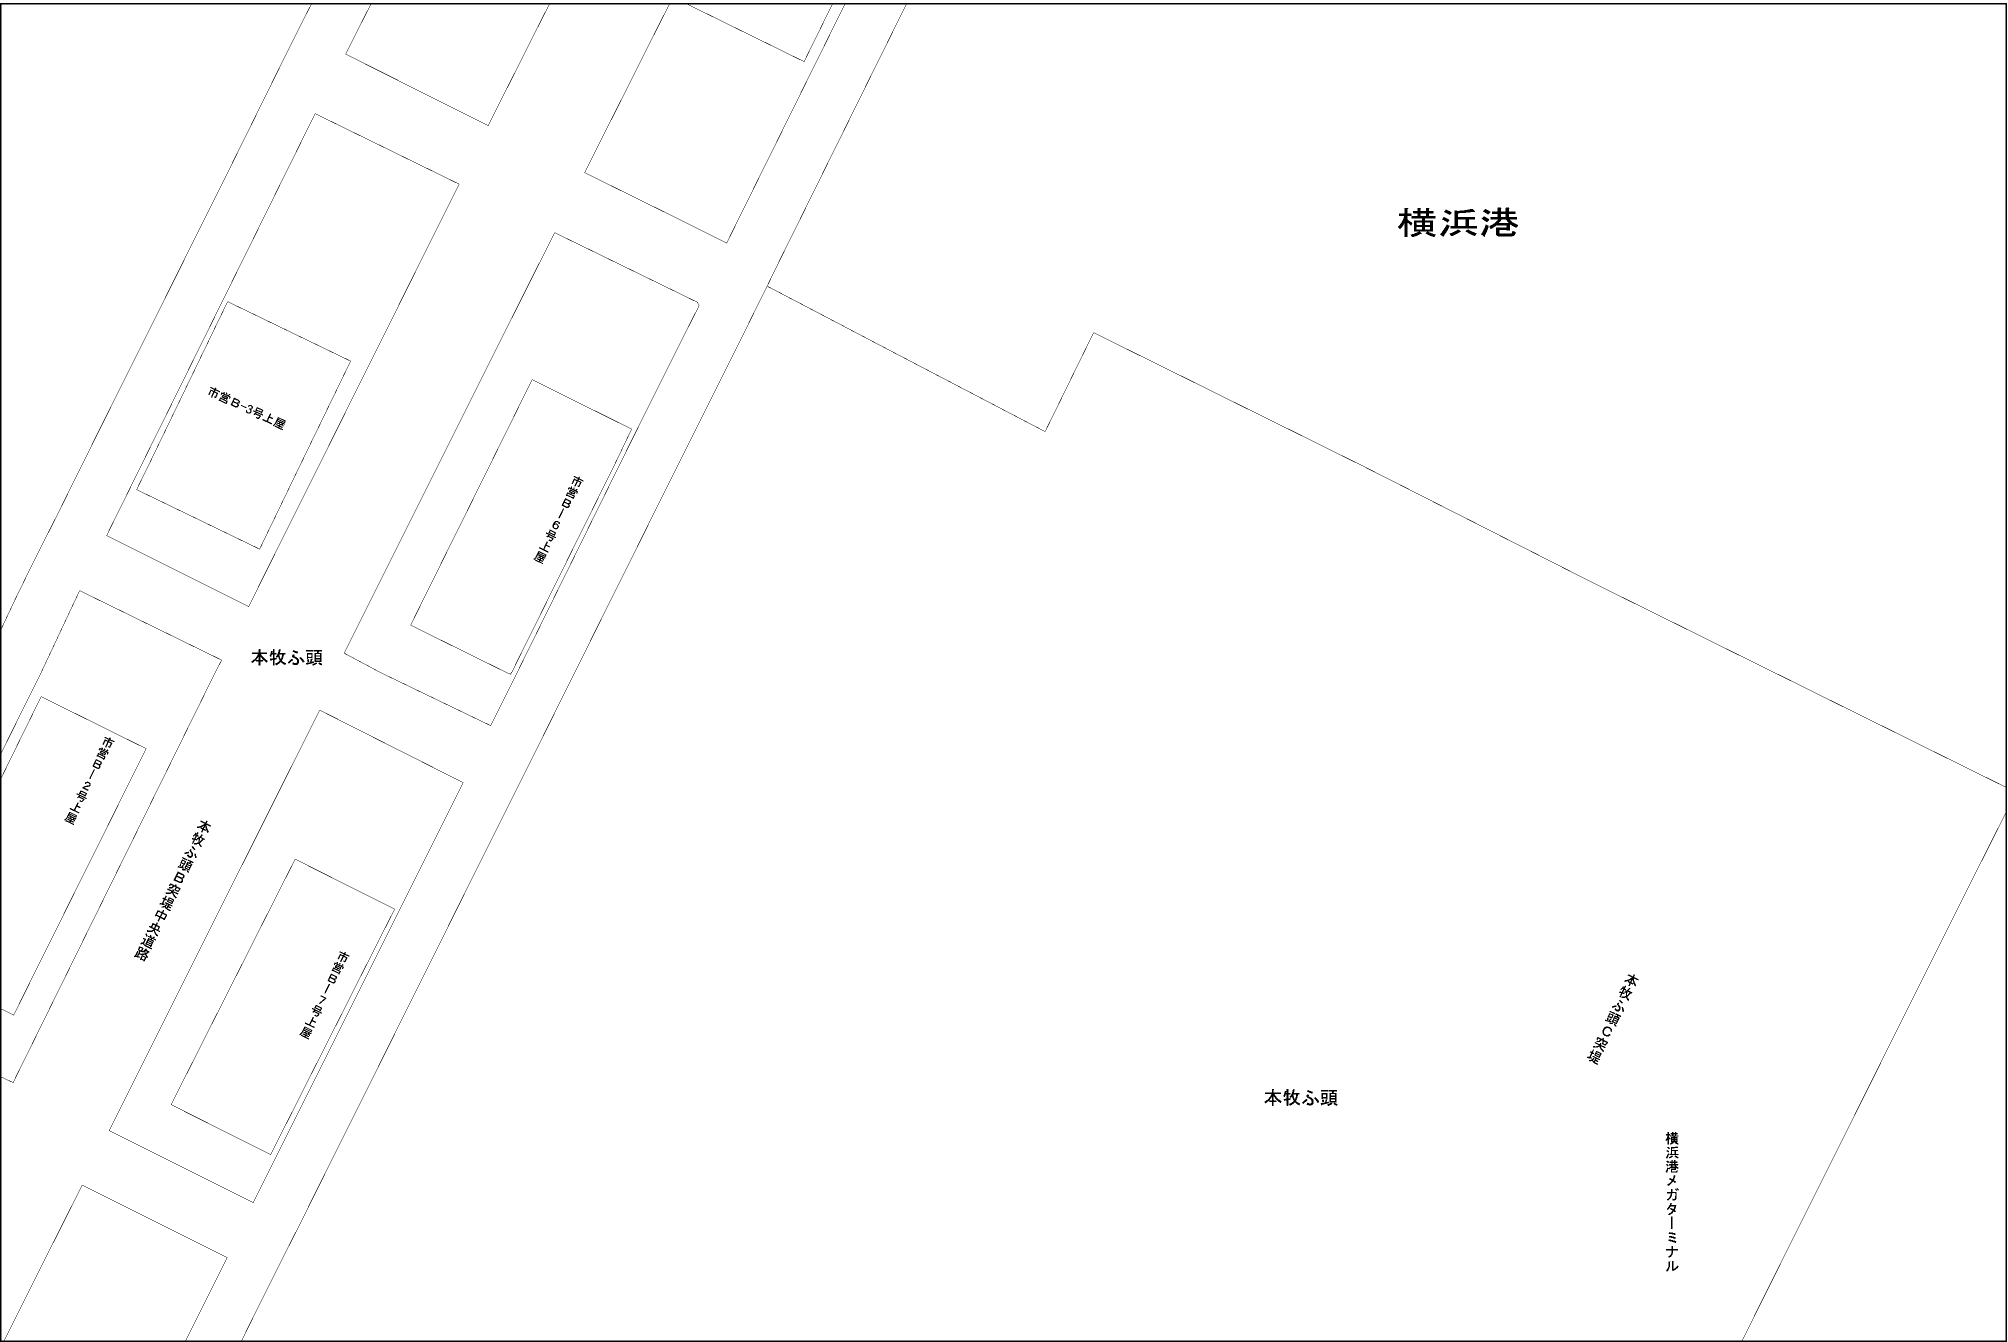 横浜港
市営B-3号上屋
市営B-6号上屋
本牧ふ頭
市営B-2号上屋
本牧ふ頭B突堤中央道路
市営B-7号上屋
本牧ふ頭C突堤
本牧ふ頭
横浜港メガターミナル